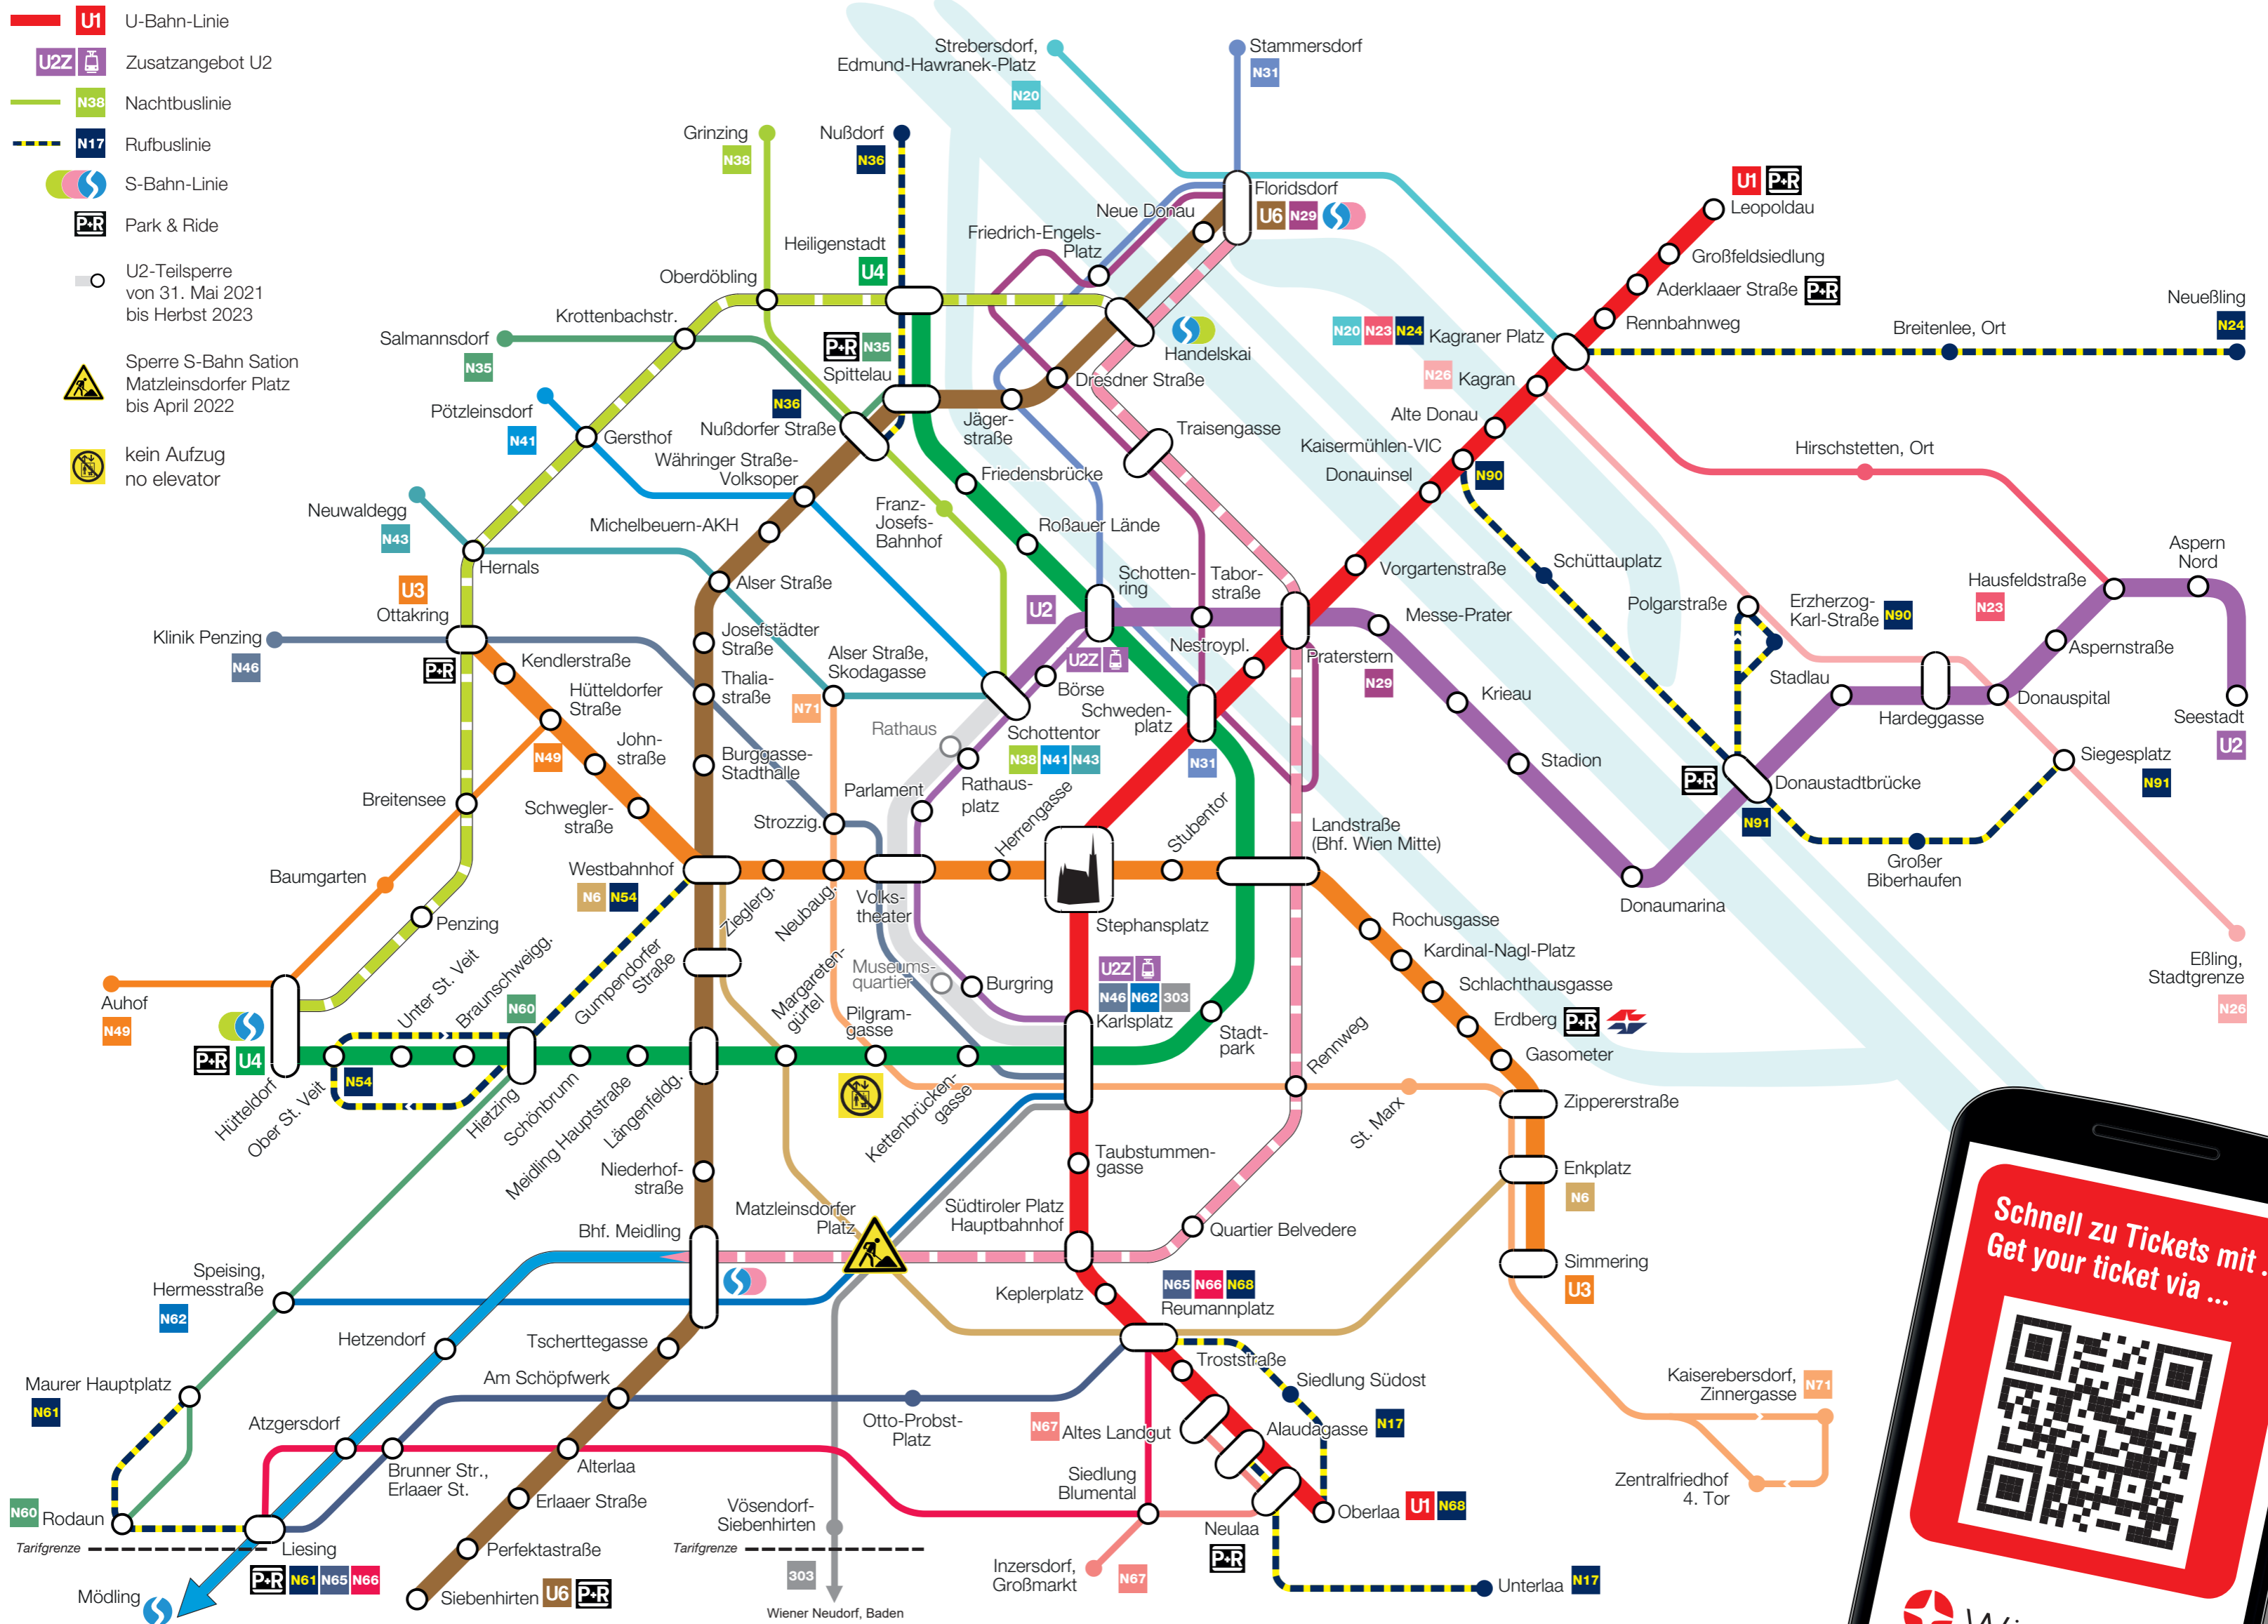 U1 U-Bahn-Linie
U2Z Zusatzangebot U2
N38 Nachtbuslinie
N17 Rufbuslinie
S-Bahn-Linie
P+R Park & Ride
U2-Teilsperre
von 31. Mai 2021
bis Herbst 2023
Sperre S-Bahn Sation
Matzleinsdorfer Platz
bis April 2022
kein Aufzug
no elevator
Strebersdorf,
Edmund-Hawranek-Platz
N20
Stammersdorf
N31
Grinzing
N38
Nußdorf
N36
U1 P+R
Leopoldau
Floridsdorf
U6 N29
Neue Donau
Friedrich-Engels-
Platz
Heiligenstadt
U4
Oberdöbling
Großfeldsiedlung
Aderklaaer Straße P+R
Rennbahnweg
Neueßling
N24
Breitenlee, Ort
Krottenbachstr.
Salmannsdorf
N35
P+R N35
Spittelau
Handelskai
N20 N23 N24 Kagraner Platz
N26 Kagran
Dresdner Straße
Jäger-
straße
Pötzleinsdorf
N41
N36
Nußdorfer Straße
Gersthof
Alte Donau
Traisengasse
Kaisermühlen-VIC
N90
Donauinsel
Hirschstetten, Ort
Währinger Straße-
Volksoper
Friedensbrücke
Neuwaldegg
N43
Michelbeuern-AKH
Franz-
Josefs-
Bahnhof
Roßauer Lände
Hernals
U3
Ottakring
P+R
Alser Straße
Schotten-
ring
Tabor-
straße
Vorgartenstraße
Schüttauplatz
Aspern
Nord
Hausfeldstraße
N23
Polgarstraße
Erzherzog-
Karl-Straße N90
Klinik Penzing
N46
U2
Messe-Prater
Josefstädter
Straße
Kendlerstraße
Alser Straße,
Skodagasse
N71
Nestroypl.
U2Z
Praterstern
N29
Aspernstraße
Stadlau
Hütteldorfer
Straße
Thalia-
straße
Börse
Krieau
Hardeggasse
Donauspital
Seestadt
U2
Rathaus
Schottentor
N38 N41 N43
Schweden-
platz
N31
N49
John-
straße
Burggasse-
Stadthalle
Stadion
Siegesplatz
N91
P+R
Donaustadtbrücke
N91
Parlament
Rathaus-
platz
Breitensee
Schwegler-
straße
Strozzig.
Herrengasse
Stubentor
Landstraße
(Bhf. Wien Mitte)
Großer
Biberhaufen
Westbahnhof
N6 N54
Zieglerg.
Neubaug.
Volks-
theater
Baumgarten
Donaumarina
Stephansplatz
Rochusgasse
Penzing
Kardinal-Nagl-Platz
Eßling,
Stadtgrenze
N26
Museums-
quartier
Burgring
U2Z
N46 N62 303
Karlsplatz
Schlachthausgasse
Auhof
N49
Unter St. Veit
Braunschweigg.
N60
Gumpendorfer
Straße
Margareten-
gürtel
Pilgram-
gasse
Erdberg P+R
Stadt-
park
Rennweg
Gasometer
P+R U4
N54
Hütteldorf
Ober St. Veit
Hietzing
Schönbrunn
Meidling Hauptstraße
Längenfeldg.
Kettenbrücken-
gasse
St. Marx
Zippererstraße
Niederhof-
straße
Taubstummen-
gasse
Enkplatz
N6
Matzleinsdorfer
Platz
Südtiroler Platz
Hauptbahnhof
Quartier Belvedere
Bhf. Meidling
Simmering
U3
Speising,
Hermesstraße
N62
Keplerplatz
N65 N66 N68
Reumannplatz
Hetzendorf
Tscherttegasse
Troststraße
Siedlung Südost
Kaiserebersdorf,
Zinnergasse N71
Maurer Hauptplatz
N61
Am Schöpfwerk
Otto-Probst-
Platz
N67 Altes Landgut
Alaudagasse N17
Atzgersdorf
Brunner Str.,
Erlaaer St.
Alterlaa
Siedlung
Blumental
Zentralfriedhof
4. Tor
N60 Rodaun
Erlaaer Straße
Vösendorf-
Siebenhirten
Oberlaa U1 N68
Neulaa
P+R
Tarifgrenze
Liesing
P+R N61 N65 N66
Perfektastraße
Tarifgrenze
303
Inzersdorf,
Großmarkt
N67
Unterlaa N17
Mödling
Siebenhirten U6 P+R
Wiener Neudorf, Baden
Schnell zu Tickets mit ...
Get your ticket via ...